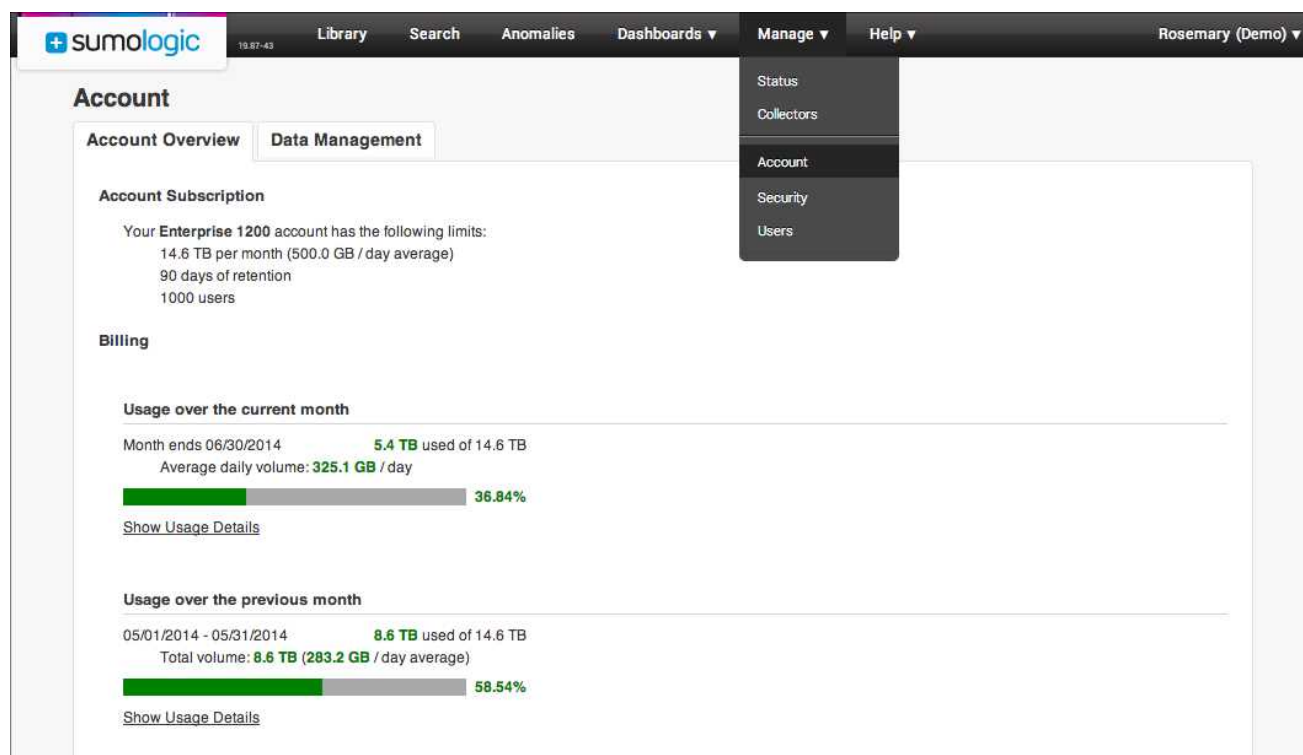 sumologic 19.87-43 Library Search Anomalies Dashboards ▼ Manage ▼ Help ▼ Rosemary (Demo) ▼
Status
Collectors
Account
Security
Users
Account
Account Overview Data Management
Account Subscription
Your Enterprise 1200 account has the following limits:
14.6 TB per month (500.0 GB / day average)
90 days of retention
1000 users
Billing
Usage over the current month
Month ends 06/30/2014 5.4 TB used of 14.6 TB
Average daily volume: 325.1 GB / day
36.84%
Show Usage Details
Usage over the previous month
05/01/2014 - 05/31/2014 8.6 TB used of 14.6 TB
Total volume: 8.6 TB (283.2 GB / day average)
58.54%
Show Usage Details